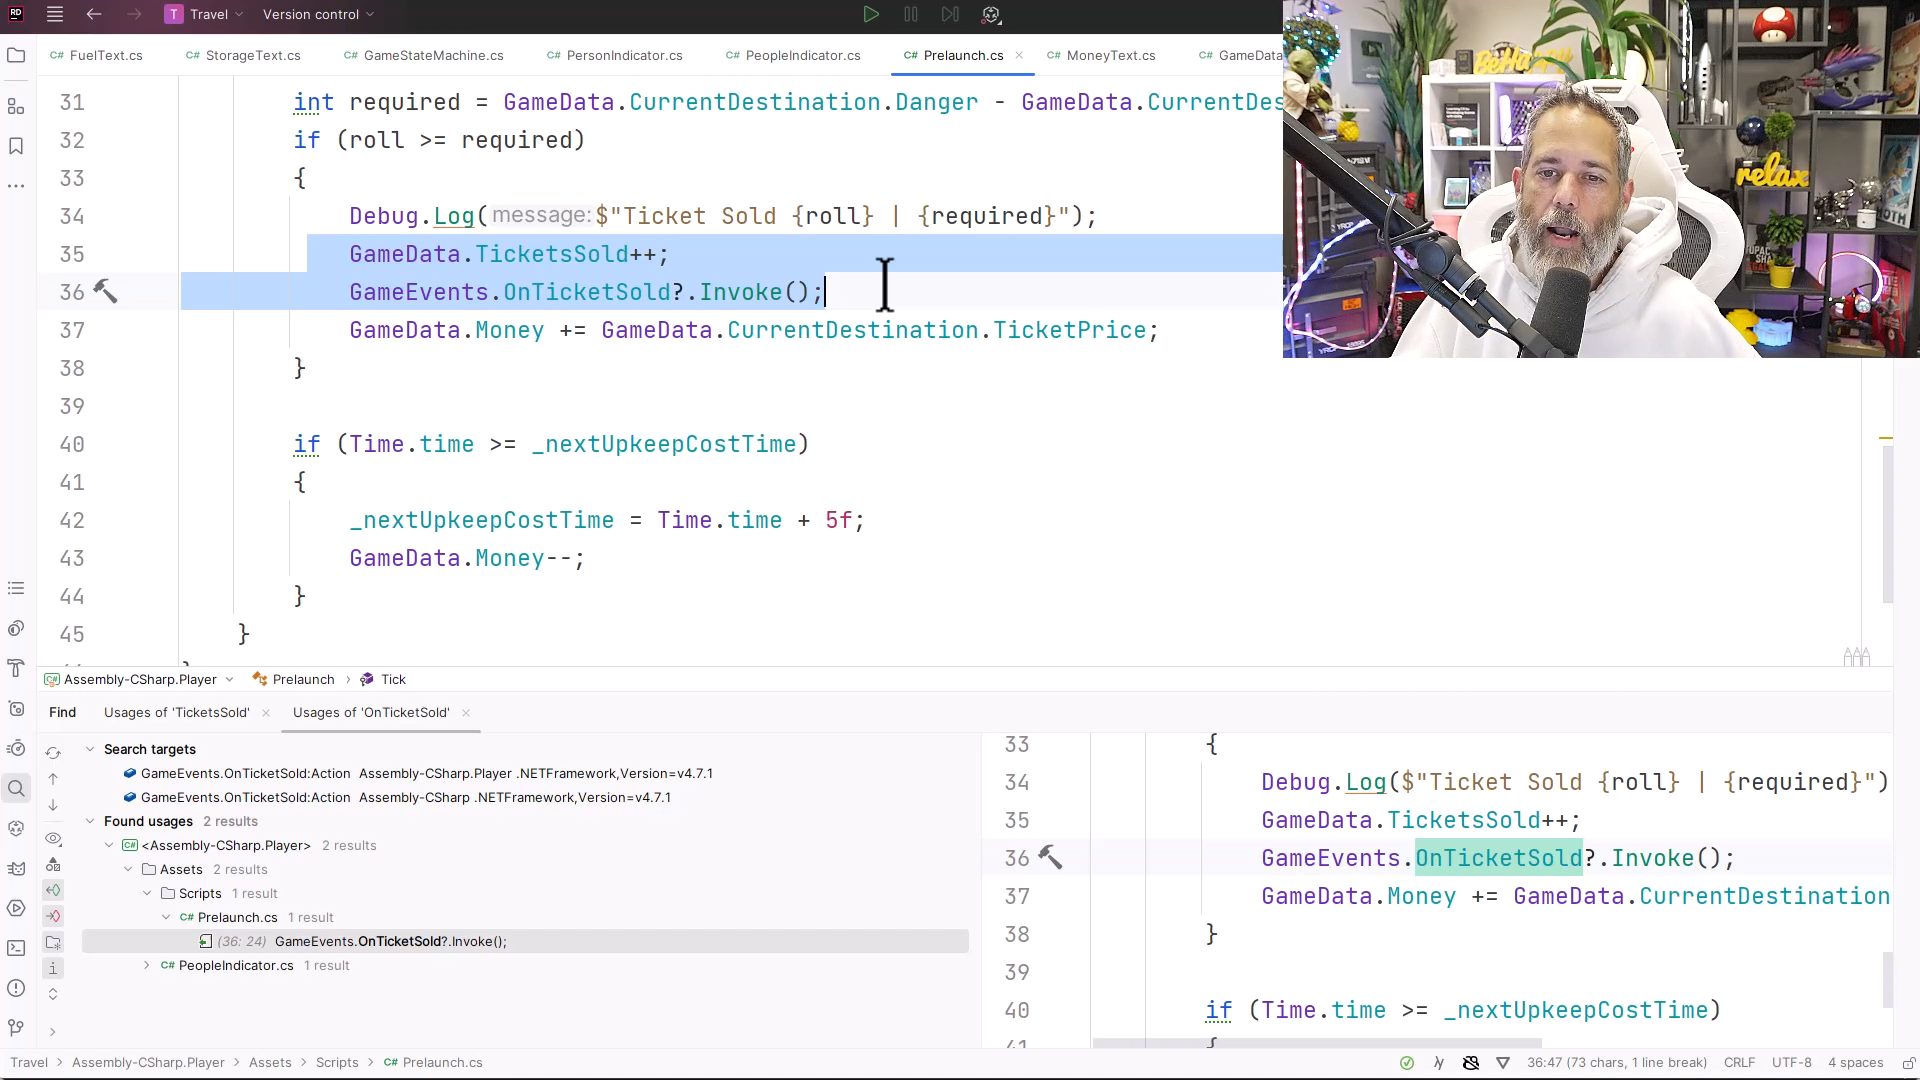 RD
T Travel
Version control
C# FuelText.cs
C# StorageText.cs
C# GameStateMachine.cs
C# PersonIndicator.cs
C# PeopleIndicator.cs
C# Prelaunch.cs
C# MoneyText.cs
C# GameData
31 int required = GameData.CurrentDestination.Danger - GameData.CurrentDes
32 if (roll >= required)
33 {
34 Debug.Log(message: $"Ticket Sold {roll} | {required}");
35 GameData.TicketsSold++;
36 GameEvents.OnTicketSold?.Invoke();
37 GameData.Money += GameData.CurrentDestination.TicketPrice;
38 }
39
40 if (Time.time >= _nextUpkeepCostTime)
41 {
42 _nextUpkeepCostTime = Time.time + 5f;
43 GameData.Money--;
44 }
45 }
BeHappy
relax
Assembly-CSharp.Player
Prelaunch
Tick
Find
Usages of 'TicketsSold'
Usages of 'OnTicketSold'
Search targets
GameEvents.OnTicketSold:Action Assembly-CSharp.Player .NETFramework,Version=v4.7.1
GameEvents.OnTicketSold:Action Assembly-CSharp .NETFramework,Version=v4.7.1
Found usages 2 results
C# <Assembly-CSharp.Player> 2 results
Assets 2 results
Scripts 1 result
C# Prelaunch.cs 1 result
(36: 24) GameEvents.OnTicketSold?.Invoke();
C# PeopleIndicator.cs 1 result
33 {
34 Debug.Log($"Ticket Sold {roll} | {required}")
35 GameData.TicketsSold++;
36 GameEvents.OnTicketSold?.Invoke();
37 GameData.Money += GameData.CurrentDestination
38 }
39
40 if (Time.time >= _nextUpkeepCostTime)
41 {
Travel > Assembly-CSharp.Player > Assets > Scripts > C# Prelaunch.cs
36:47 (73 chars, 1 line break)
CRLF
UTF-8
4 spaces